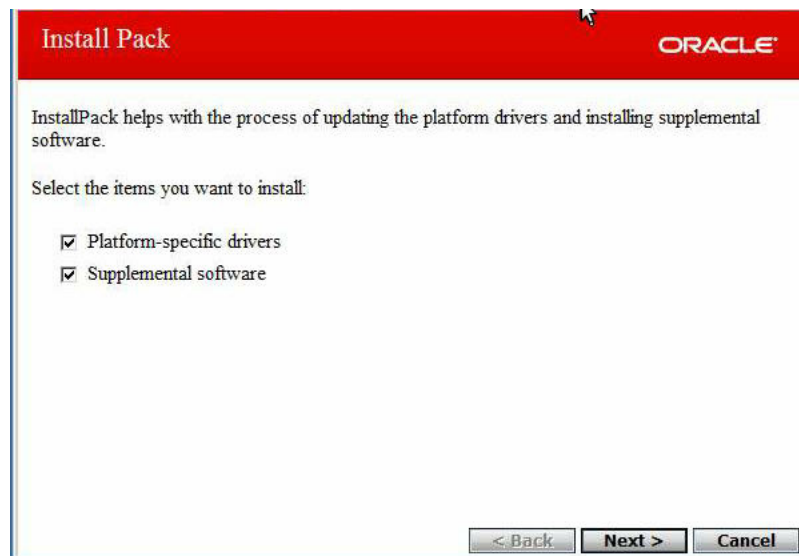 Install Pack
ORACLE
InstallPack helps with the process of updating the platform drivers and installing supplemental
software.
Select the items you want to install:
Platform-specific drivers
Supplemental software
< Back Next > Cancel